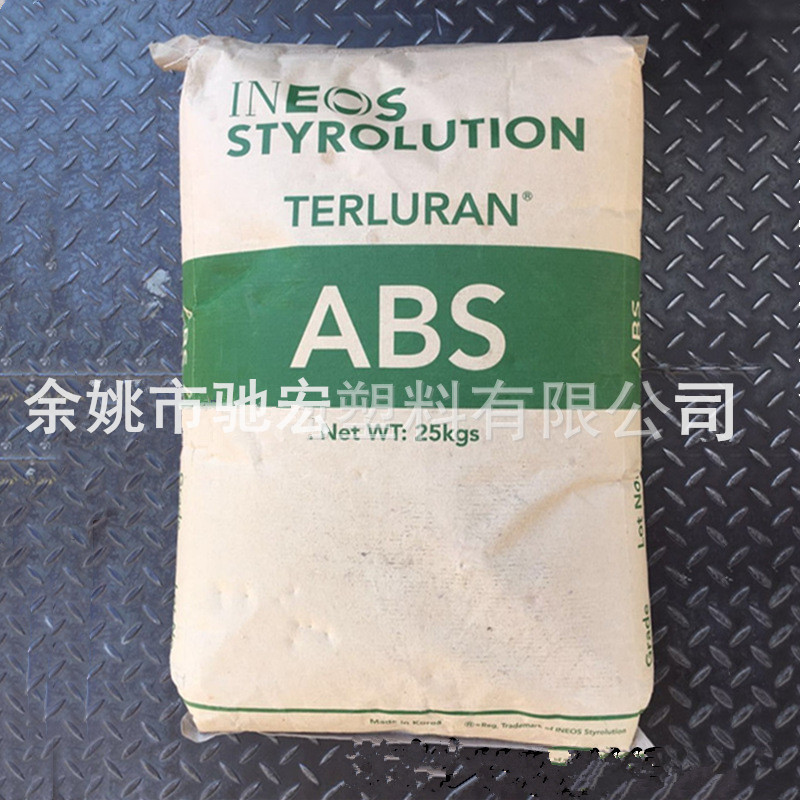 INEOS
STYROLUTION
TERLURAN®
ABS
ABS
余姚市驰宏塑料有限公司
Net WT: 25kgs
Lot No.
Grade
Made in Korea
® = Reg. Trademark of INEOS Styrolution